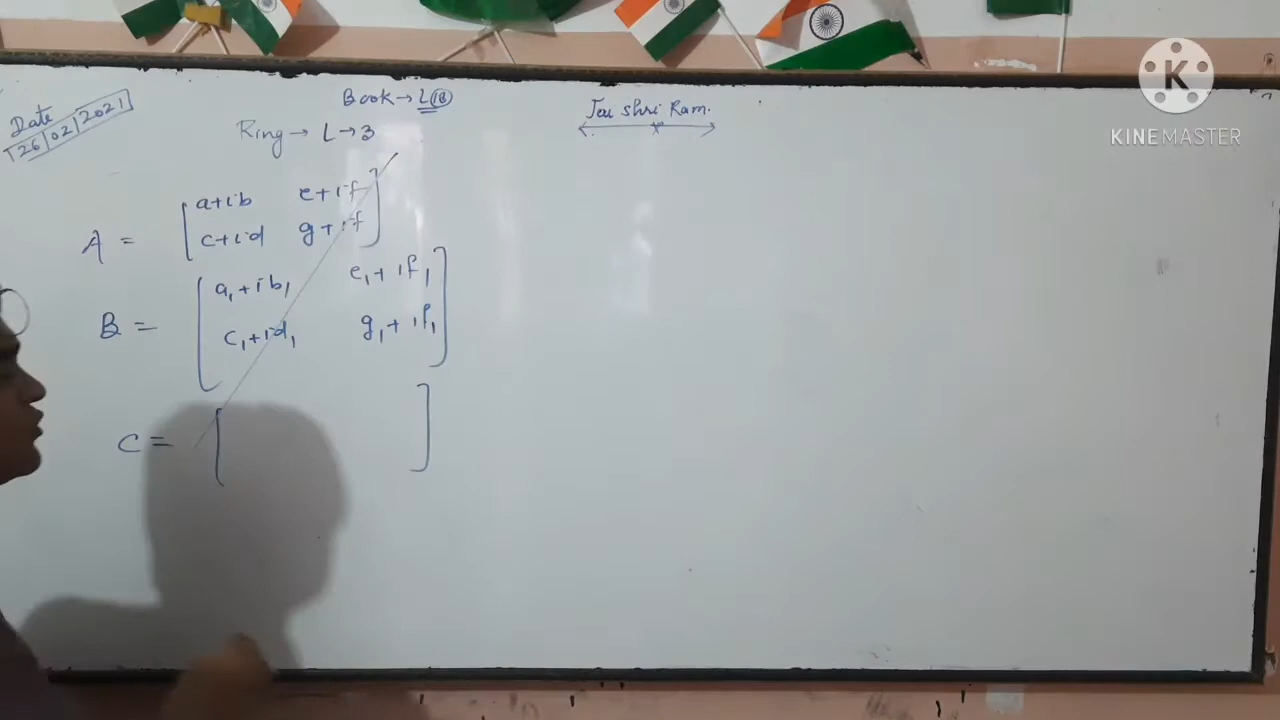 Date
26/02/2021
Book→L(18)
Ring→ L→3
Jai Shri Ram.
K
KINEMASTER
A = [ a+ib e+if
c+id g+if ]
B = [ a₁+ib₁ e₁+if₁
c₁+id₁ g₁+if₁ ]
C = [ ]